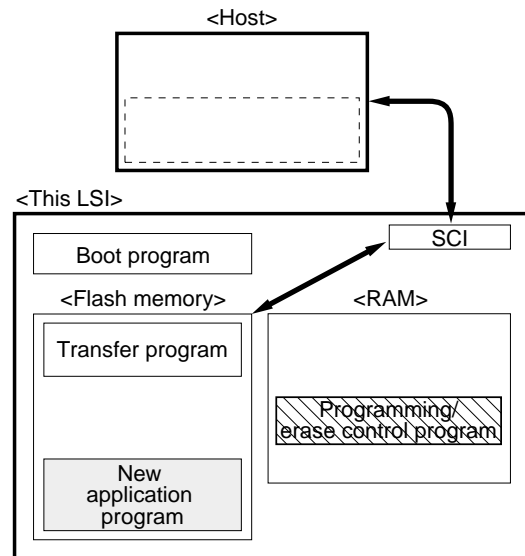 <Host>
<This LSI>
SCI
Boot program
<Flash memory>
<RAM>
Transfer program
Programming/
erase control program
New
application
program